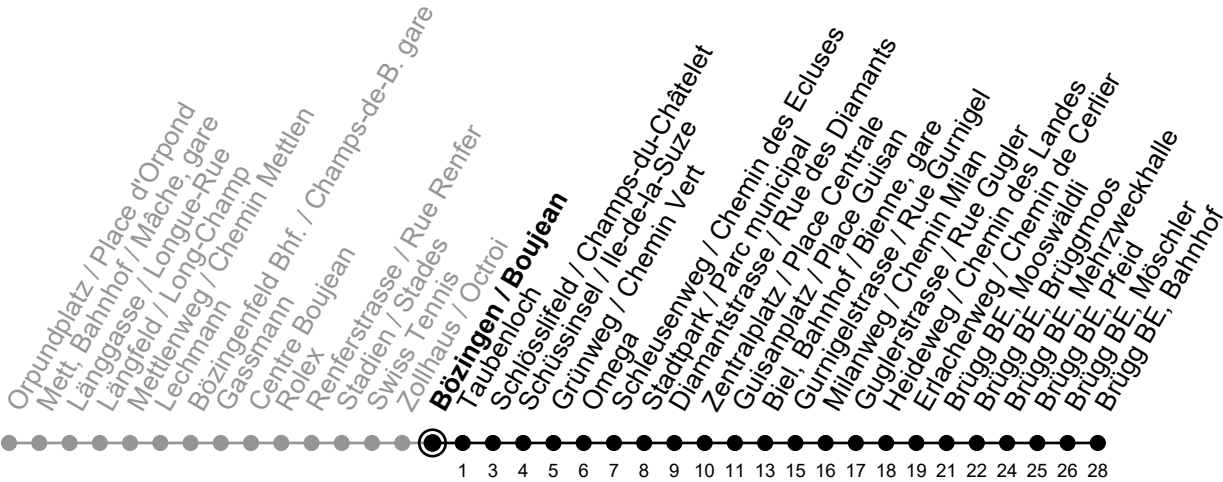 Orpundplatz / Place d'Orpond
Mett, Bahnhof / Mâche, gare
Länggasse / Longue-Rue
Längfeld / Long-Champ
Mettlenweg / Chemin Mettlen
Lechmann
Bözingenfeld Bhf. / Champs-de-B. gare
Gassmann
Centre Boujean
Rolex
Renferstrasse / Rue Renfer
Stadien / Stades
Swiss Tennis
Zollhaus / Octroi
Bözingen / Boujean
Taubenloch
Schlösslifeld / Champs-du-Châtelet
Schüssinsel / Ile-de-la-Suze
Grünweg / Chemin Vert
Omega
Schleusenweg / Chemin des Ecluses
Stadtpark / Parc municipal
Diamantstrasse / Rue des Diamants
Zentralplatz / Place Centrale
Guisanplatz / Place Guisan
Biel, Bahnhof / Bienne, gare
Gurnigelstrasse / Rue Gurnigel
Milanweg / Chemin Milan
Guglerstrasse / Rue Gugler
Heideweg / Chemin des Landes
Erlacherweg / Chemin de Cerlier
Brügg BE, Mooswäldli
Brügg BE, Brüggmoos
Brügg BE, Mehrzweckhalle
Brügg BE, Pfeid
Brügg BE, Möschler
Brügg BE, Bahnhof
1 3 4 5 6 7 8 9 10 11 13 15 16 17 18 19 21 22 24 25 26 28